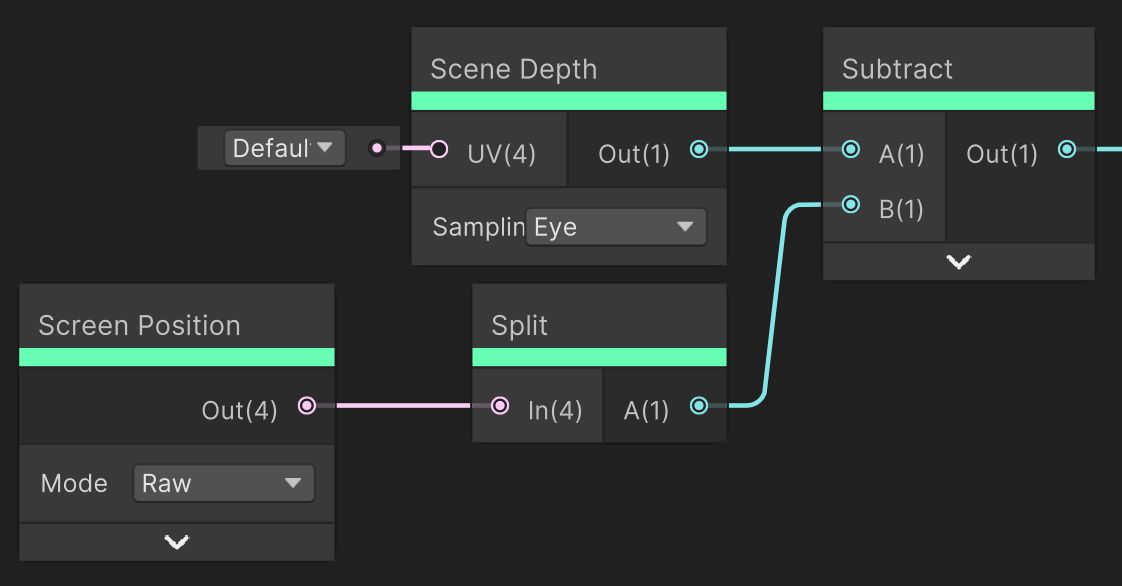 Scene Depth
Subtract
Defaul
UV(4)
Out(1)
A(1)
Out(1)
B(1)
Samplin
Eye
Screen Position
Split
Out(4)
In(4)
A(1)
Mode
Raw